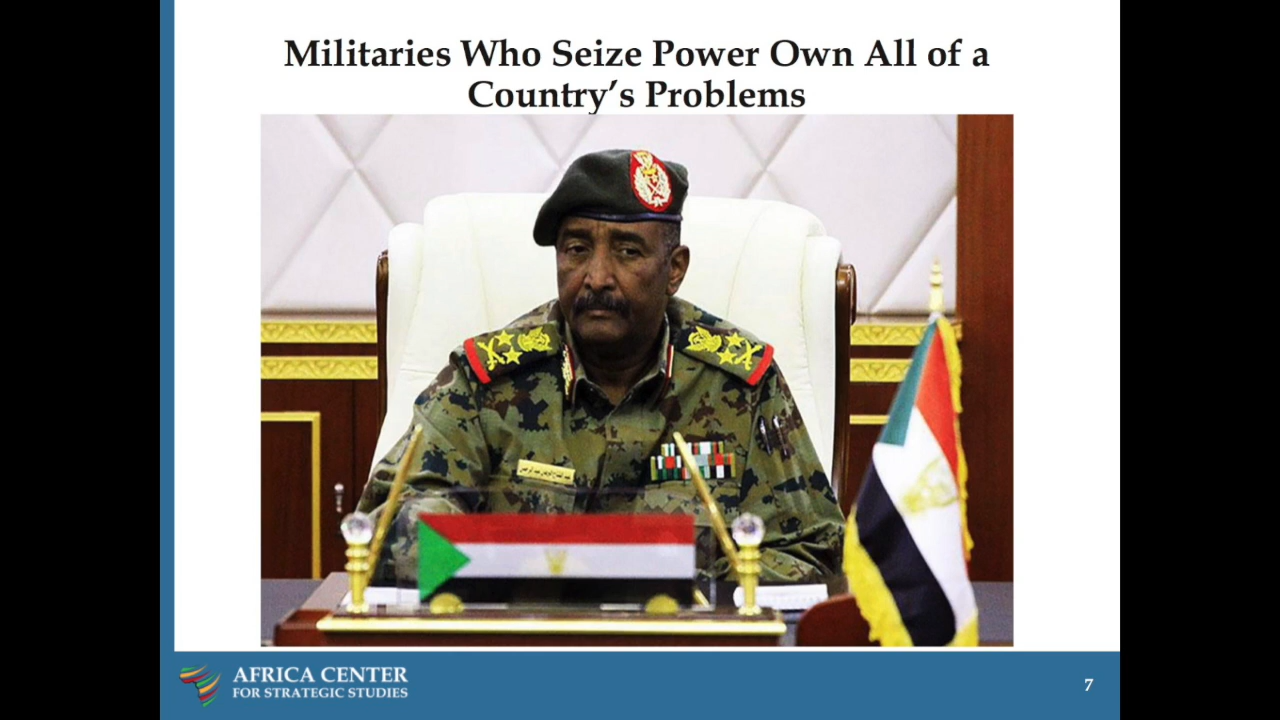 Militaries Who Seize Power Own All of a
Country’s Problems
AFRICA CENTER
FOR STRATEGIC STUDIES
7